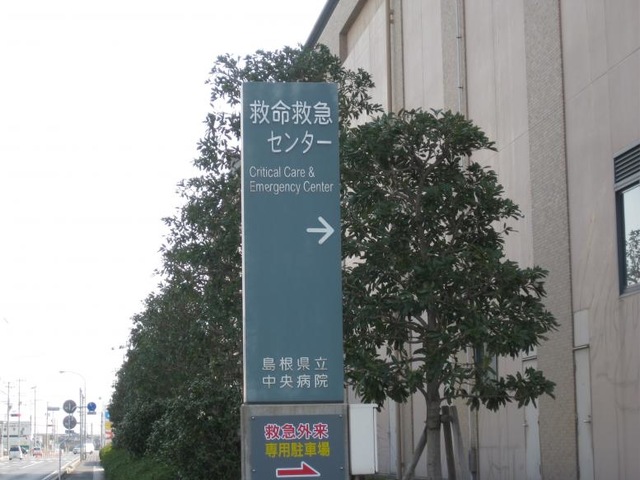 救命救急
センター
Critical Care &
Emergency Center
島根県立
中央病院
救急外来
専用駐車場